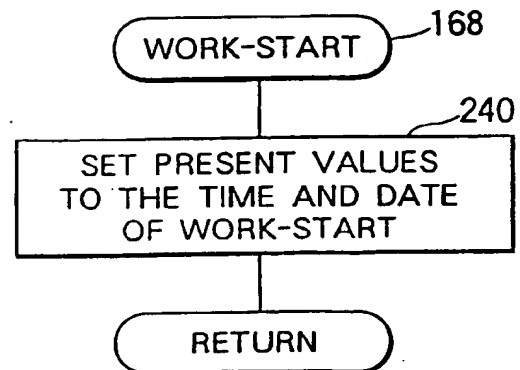 WORK-START
168
240
SET PRESENT VALUES
TO THE TIME AND DATE
OF WORK-START
RETURN